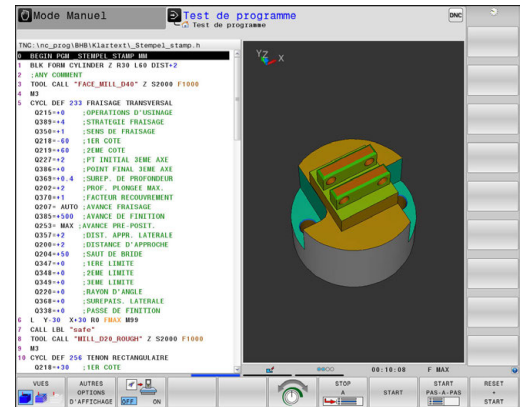 Mode Manuel
Test de programme
Test de programme
DNC
TNC:\nc_prog\BHB\Klartext\_Stempel_stamp.h
0 BEGIN PGM _STEMPEL_STAMP MM
1 BLK FORM CYLINDER Z R30 L60 DIST+2
2 ;ANY COMMENT
3 TOOL CALL "FACE_MILL_D40" Z S2000 F1000
4 M3
5 CYCL DEF 233 FRAISAGE TRANSVERSAL
Q215=+0 ;OPERATIONS D'USINAGE
Q389=+4 ;STRATEGIE FRAISAGE
Q350=+1 ;SENS DE FRAISAGE
Q218=-60 ;1ER COTE
Q219=+60 ;2EME COTE
Q227=+2 ;PT INITIAL 3EME AXE
Q386=+0 ;POINT FINAL 3EME AXE
Q369=+0.4 ;SUREP. DE PROFONDEUR
Q202=+2 ;PROF. PLONGEE MAX.
Q370=+1 ;FACTEUR RECOUVREMENT
Q207= AUTO ;AVANCE FRAISAGE
Q385=+500 ;AVANCE DE FINITION
Q253= MAX ;AVANCE PRE-POSIT.
Q357=+2 ;DIST. APPR. LATERALE
Q200=+2 ;DISTANCE D'APPROCHE
Q204=+50 ;SAUT DE BRIDE
Q347=+0 ;1ERE LIMITE
Q348=+0 ;2EME LIMITE
Q349=+0 ;3EME LIMITE
Q220=+0 ;RAYON D'ANGLE
Q368=+0 ;SUREPAIS. LATERALE
Q338=+0 ;PASSE DE FINITION
6 L Y-30 X+30 R0 FMAX M99
7 CALL LBL "safe"
8 TOOL CALL "MILL_D20_ROUGH" Z S2000 F1000
9 M3
10 CYCL DEF 256 TENON RECTANGULAIRE
Q218=+30 ;1ER COTE
YZ X
00:10:08 F MAX
VUES
AUTRES OPTIONS D'AFFICHAGE
OFF ON
STOP A
START
START PAS-A-PAS
RESET + START